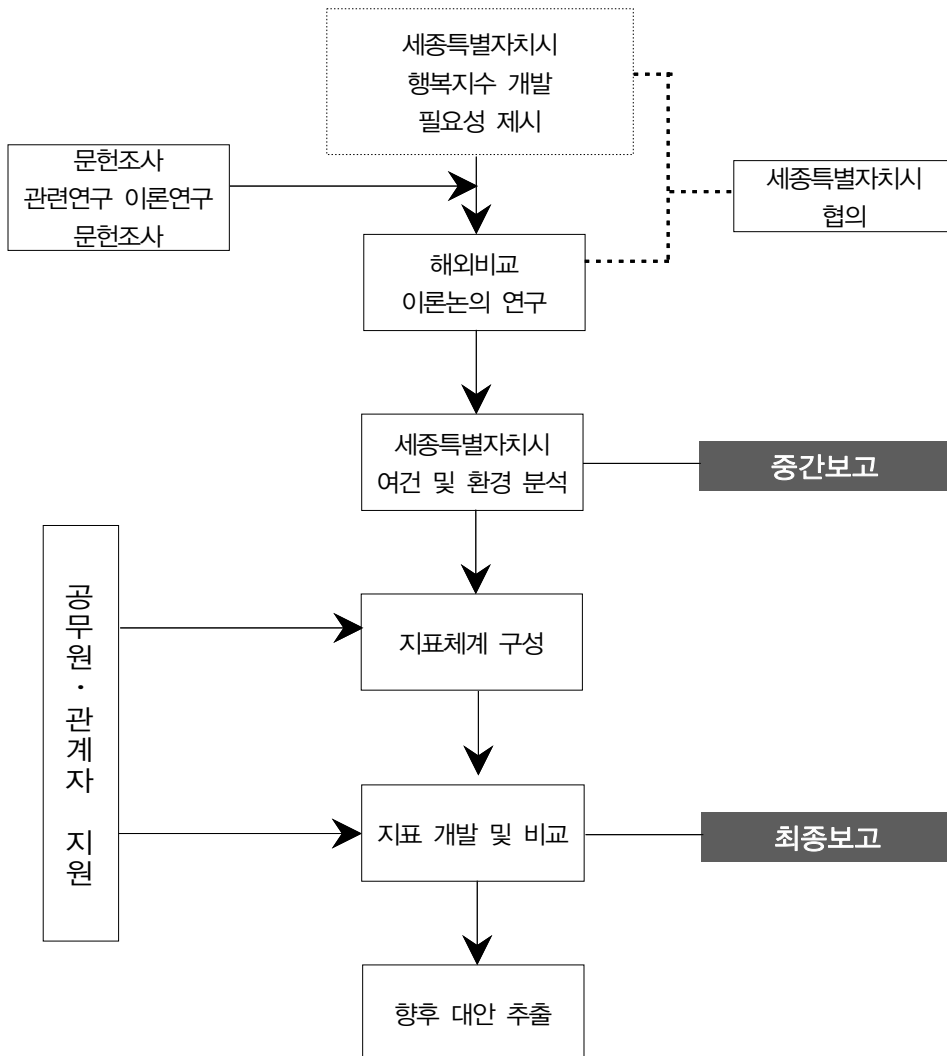 세종특별자치시
행복지수 개발
필요성 제시
문헌조사
관련연구 이론연구
문헌조사
세종특별자치시
협의
해외비교
이론논의 연구
세종특별자치시
여건 및 환경 분석
중간보고
공무원·관계자 지원
지표체계 구성
지표 개발 및 비교
최종보고
향후 대안 추출